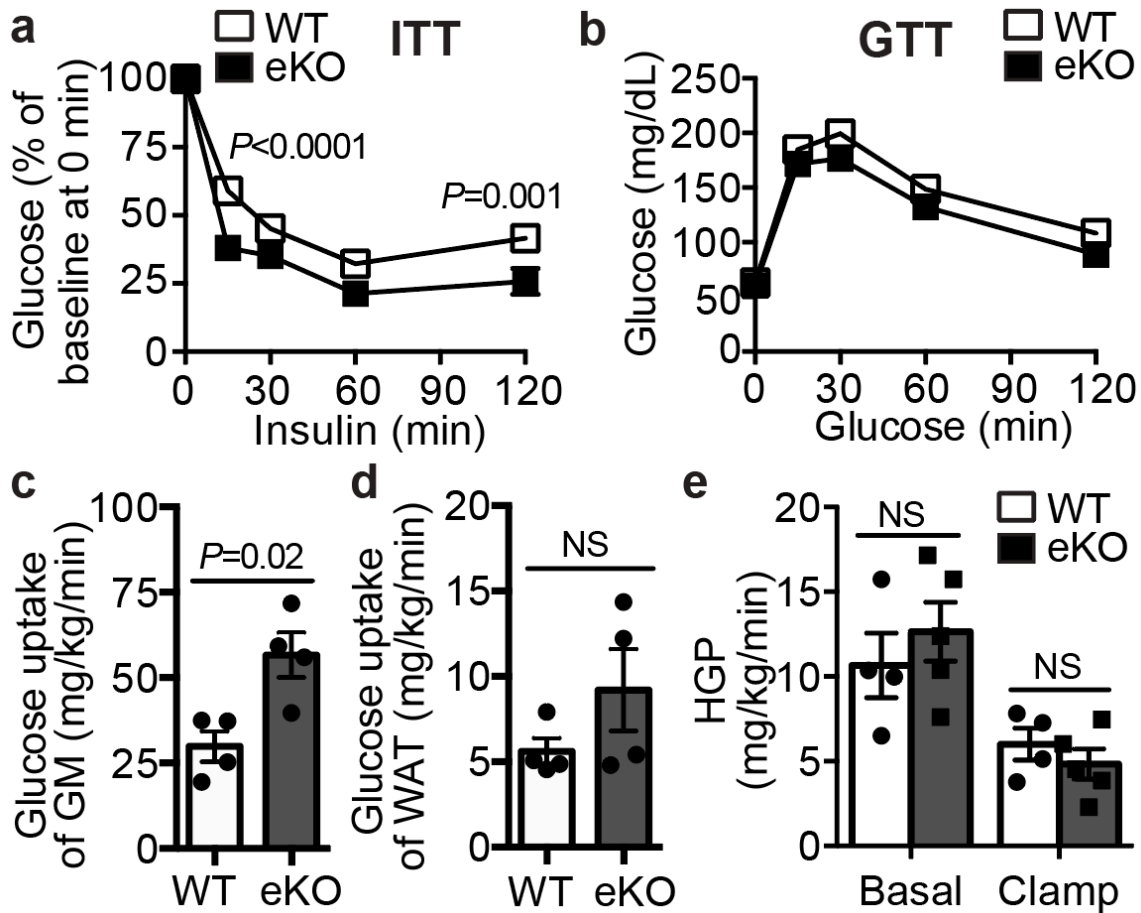 a
WT
eKO
ITT
Glucose (% of
baseline at 0 min)
100
75
50
25
0
P<0.0001
P=0.001
0 30 60 90 120
Insulin (min)
b
GTT
WT
eKO
Glucose (mg/dL)
250
200
150
100
50
0
0 30 60 90 120
Glucose (min)
c
Glucose uptake
of GM (mg/kg/min)
100
75
50
25
0
P=0.02
WT eKO
d
Glucose uptake
of WAT (mg/kg/min)
20
15
10
5
0
NS
WT eKO
e
WT
eKO
HGP
(mg/kg/min)
20
15
10
5
0
NS
NS
Basal Clamp